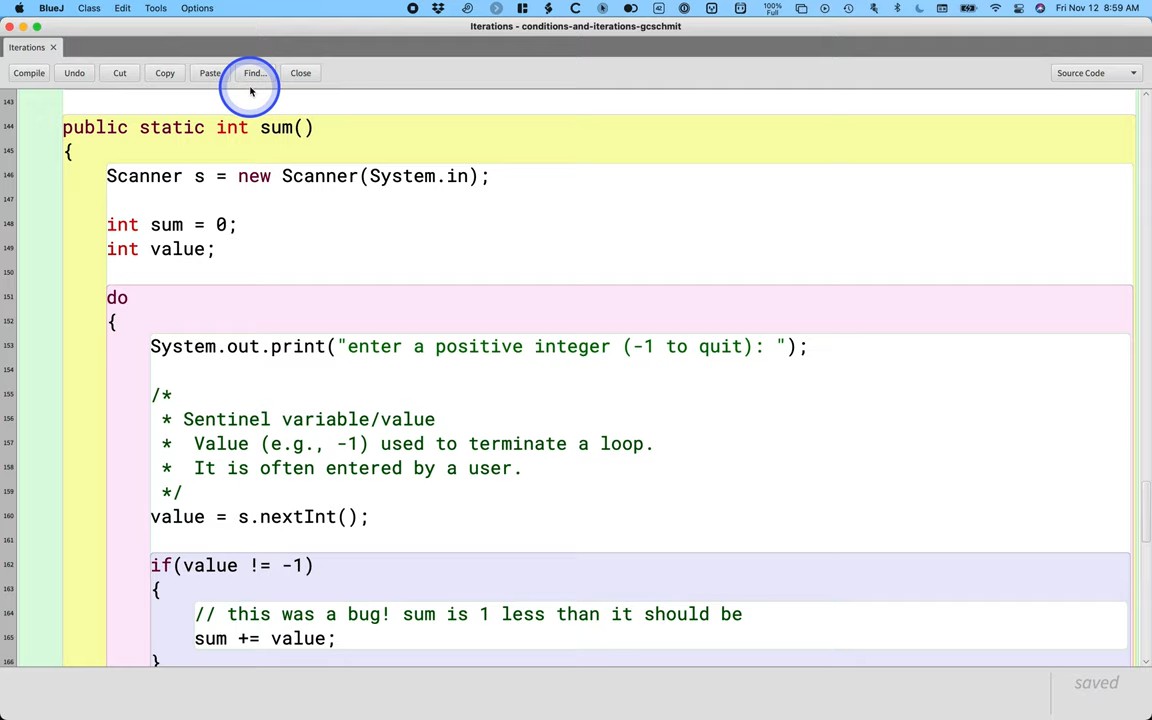 BlueJ Class Edit Tools Options 42 100% Full Fri Nov 12 8:59 AM
Iterations - conditions-and-iterations-gcschmit
Iterations ×
Compile Undo Cut Copy Paste Find... Close Source Code
143
144 public static int sum()
145 {
146 Scanner s = new Scanner(System.in);
147
148 int sum = 0;
149 int value;
150
151 do
152 {
153 System.out.print("enter a positive integer (-1 to quit): ");
154
155 /*
156 * Sentinel variable/value
157 * Value (e.g., -1) used to terminate a loop.
158 * It is often entered by a user.
159 */
160 value = s.nextInt();
161
162 if(value != -1)
163 {
164 // this was a bug! sum is 1 less than it should be
165 sum += value;
166 }
saved